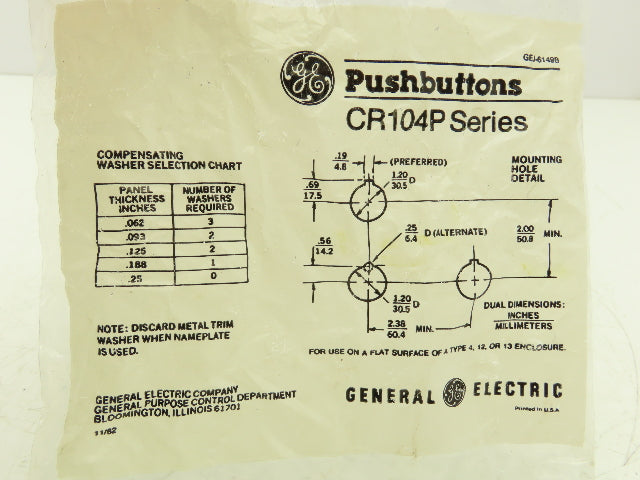 GEJ-6149B
GE
Pushbuttons
CR104P Series
COMPENSATING
WASHER SELECTION CHART
PANEL THICKNESS INCHES NUMBER OF WASHERS REQUIRED
.062 3
.093 2
.125 2
.188 1
.25 0
NOTE: DISCARD METAL TRIM
WASHER WHEN NAMEPLATE
IS USED.
GENERAL ELECTRIC COMPANY
GENERAL PURPOSE CONTROL DEPARTMENT
BLOOMINGTON, ILLINOIS 61701
11/82
.19
4.8
(PREFERRED)
MOUNTING
HOLE
DETAIL
.69
17.5
1.20
30.5 D
.25
6.4
D (ALTERNATE)
2.00
50.8 MIN.
.56
14.2
1.20
30.5 D
2.38
60.4 MIN.
DUAL DIMENSIONS:
INCHES
MILLIMETERS
FOR USE ON A FLAT SURFACE OF A TYPE 4, 12, OR 13 ENCLOSURE.
GENERAL GE ELECTRIC
Printed in U.S.A